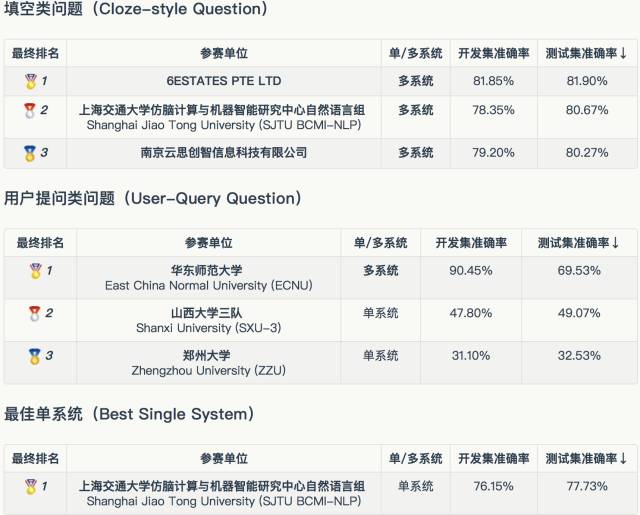 填空类问题（Cloze-style Question）
最终排名 参赛单位 单/多系统 开发集准确率 测试集准确率↓
1 6ESTATES PTE LTD 多系统 81.85% 81.90%
2 上海交通大学仿脑计算与机器智能研究中心自然语言组 多系统 78.35% 80.67%
Shanghai Jiao Tong University (SJTU BCMI-NLP)
3 南京云思创智信息科技有限公司 多系统 79.20% 80.27%
用户提问类问题（User-Query Question）
最终排名 参赛单位 单/多系统 开发集准确率 测试集准确率↓
1 华东师范大学 多系统 90.45% 69.53%
East China Normal University (ECNU)
2 山西大学三队 单系统 47.80% 49.07%
Shanxi University (SXU-3)
3 郑州大学 单系统 31.10% 32.53%
Zhengzhou University (ZZU)
最佳单系统（Best Single System）
最终排名 参赛单位 单/多系统 开发集准确率 测试集准确率↓
1 上海交通大学仿脑计算与机器智能研究中心自然语言组 单系统 76.15% 77.73%
Shanghai Jiao Tong University (SJTU BCMI-NLP)